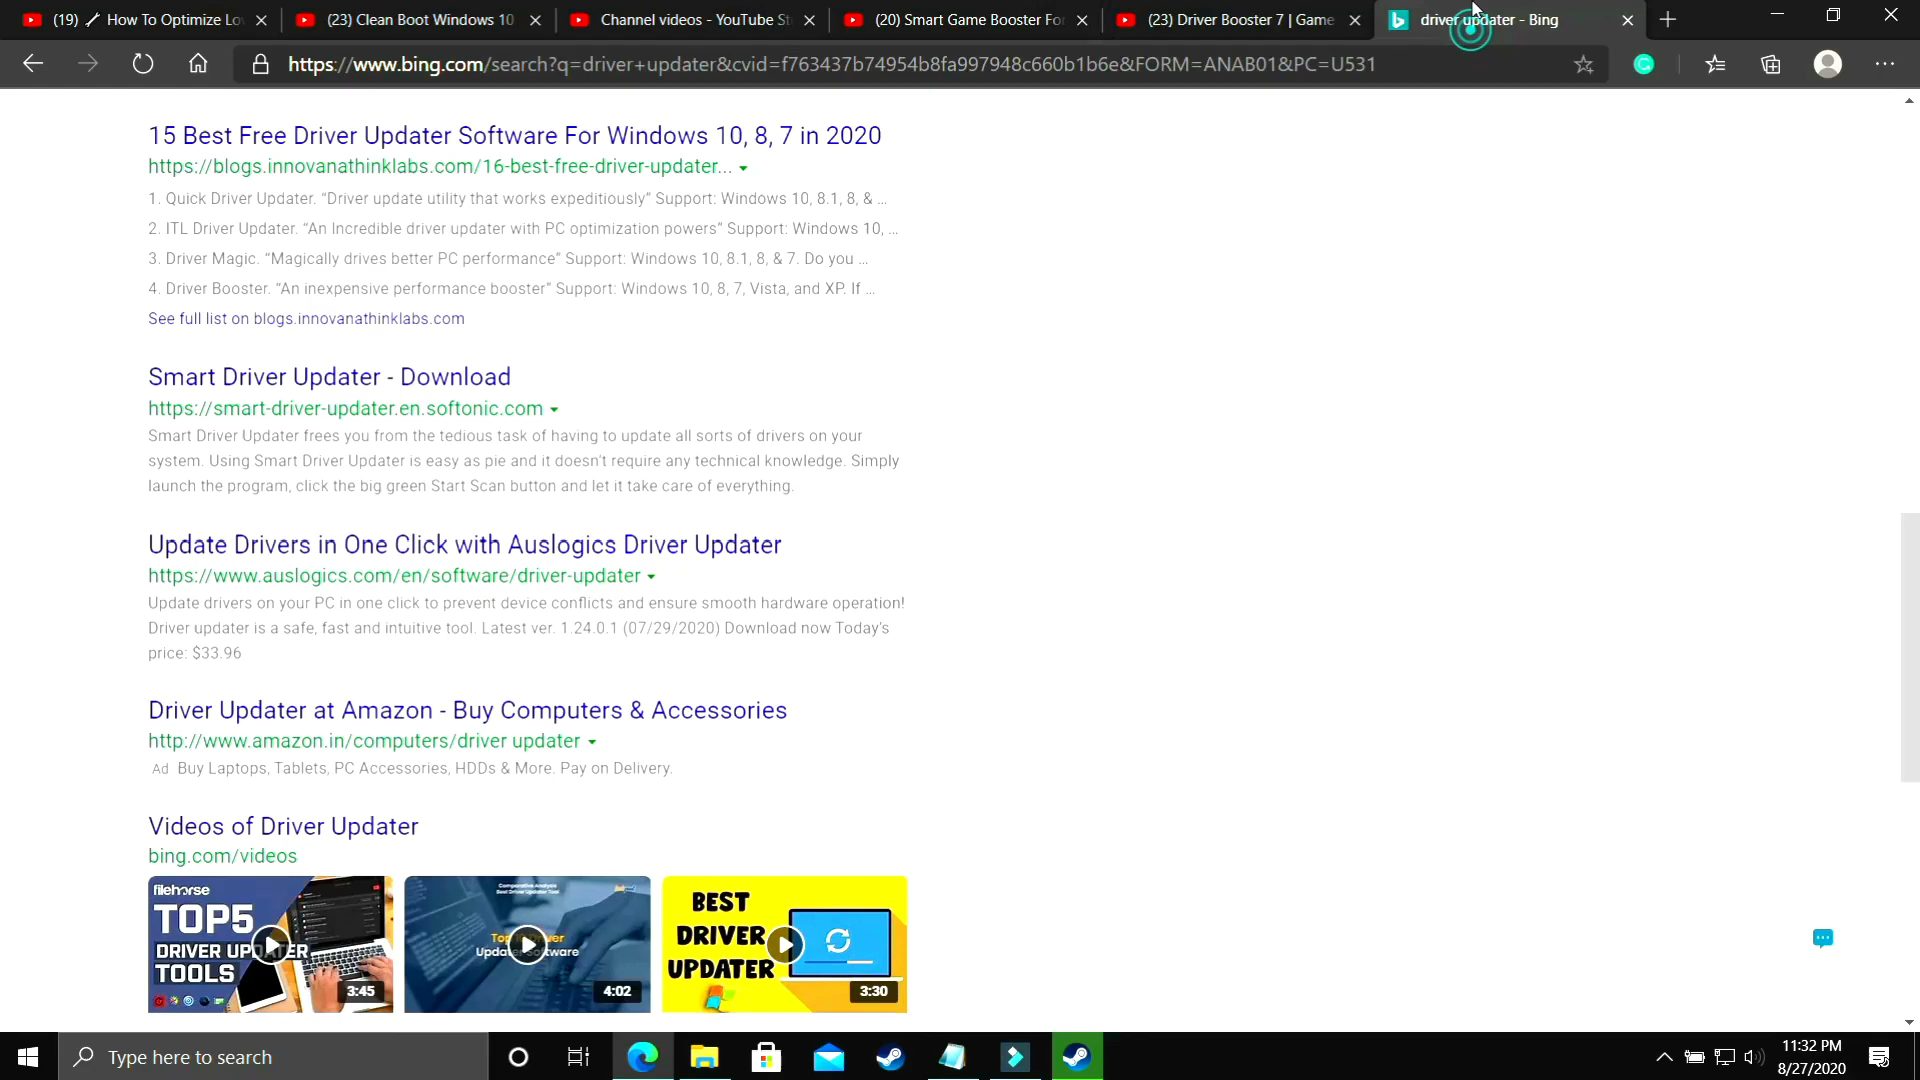 (19) How To Optimize Lo
(23) Clean Boot Windows 10
Channel videos - YouTube St
(20) Smart Game Booster For
(23) Driver Booster 7 | Game
driver updater - Bing
https://www.bing.com/search?q=driver+updater&cvid=f763437b74954b8fa997948c660b1b6e&FORM=ANAB01&PC=U531
15 Best Free Driver Updater Software For Windows 10, 8, 7 in 2020
https://blogs.innovanathinklabs.com/16-best-free-driver-updater...
1. Quick Driver Updater. “Driver update utility that works expeditiously” Support: Windows 10, 8.1, 8, & ...
2. ITL Driver Updater. “An Incredible driver updater with PC optimization powers” Support: Windows 10, ...
3. Driver Magic. “Magically drives better PC performance” Support: Windows 10, 8.1, 8, & 7. Do you ...
4. Driver Booster. “An inexpensive performance booster” Support: Windows 10, 8, 7, Vista, and XP. If ...
See full list on blogs.innovanathinklabs.com
Smart Driver Updater - Download
https://smart-driver-updater.en.softonic.com
Smart Driver Updater frees you from the tedious task of having to update all sorts of drivers on your
system. Using Smart Driver Updater is easy as pie and it doesn't require any technical knowledge. Simply
launch the program, click the big green Start Scan button and let it take care of everything.
Update Drivers in One Click with Auslogics Driver Updater
https://www.auslogics.com/en/software/driver-updater
Update drivers on your PC in one click to prevent device conflicts and ensure smooth hardware operation!
Driver updater is a safe, fast and intuitive tool. Latest ver. 1.24.0.1 (07/29/2020) Download now Today's
price: $33.96
Driver Updater at Amazon - Buy Computers & Accessories
http://www.amazon.in/computers/driver updater
Ad Buy Laptops, Tablets, PC Accessories, HDDs & More. Pay on Delivery.
Videos of Driver Updater
bing.com/videos
filehorse
TOP5
DRIVER UPDATER
TOOLS
3:45
Comparative Analysis
Best Driver Updater Tool
Updater Software
4:02
BEST
DRIVER
UPDATER
3:30
Type here to search
11:32 PM
8/27/2020